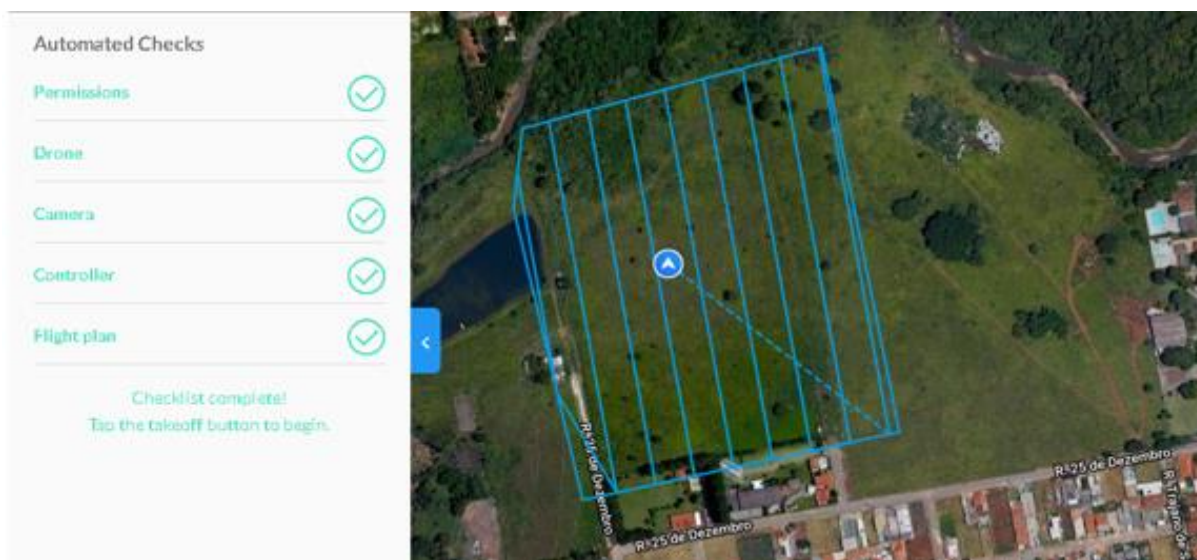 Automated Checks
Permissions
Drone
Camera
Controller
Flight plan
Checklist complete!
Tap the takeoff button to begin.
R. 25 de Dezembro
R. 25 de Dezembro
R. 25 de Dezembro